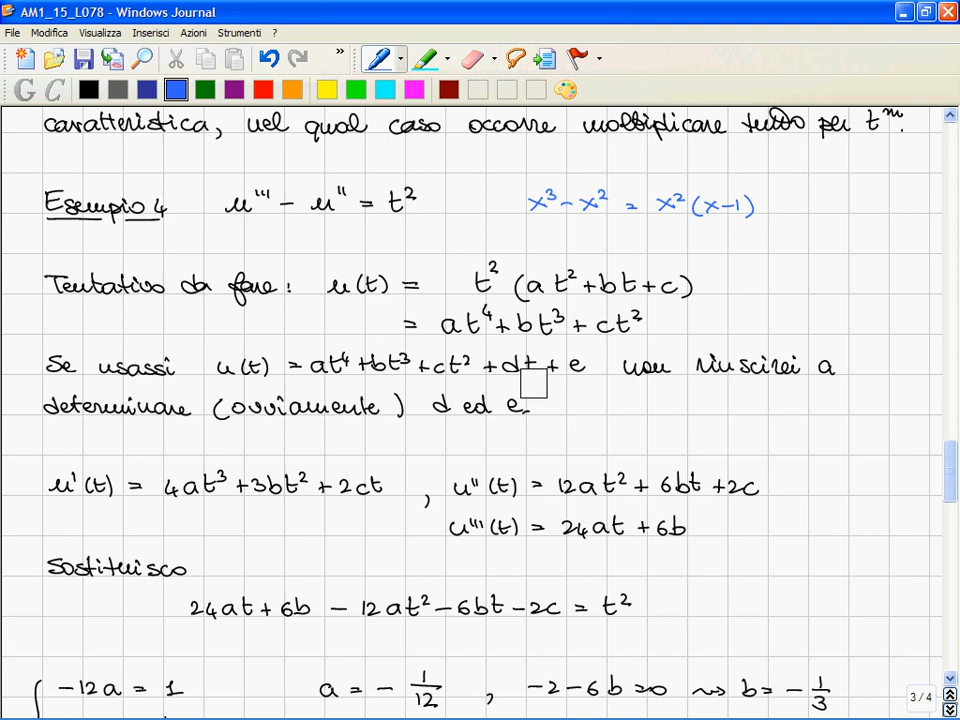 AM1_15_L078 - Windows Journal
File Modifica Visualizza Inserisci Azioni Strumenti ?
G C
caratteristica, nel qual caso occorre moltiplicare tutto per t^m.
Esempio 4 u''' - u'' = t² x³ - x² = x² (x-1)
Tentativo da fare: u(t) = t² (at² + bt + c)
= at⁴ + bt³ + ct²
Se usassi u(t) = at⁴ + bt³ + ct² + dt + e non riuscirei a
determinare (ovviamente) d ed e.
u'(t) = 4at³ + 3bt² + 2ct , u''(t) = 12at² + 6bt + 2c
u'''(t) = 24at + 6b
Sostituisco
24at + 6b - 12at² - 6bt - 2c = t²
-12a = 1 a = - 1/12 , -2 - 6b = 0 ⤳ b = - 1/3
3 / 4